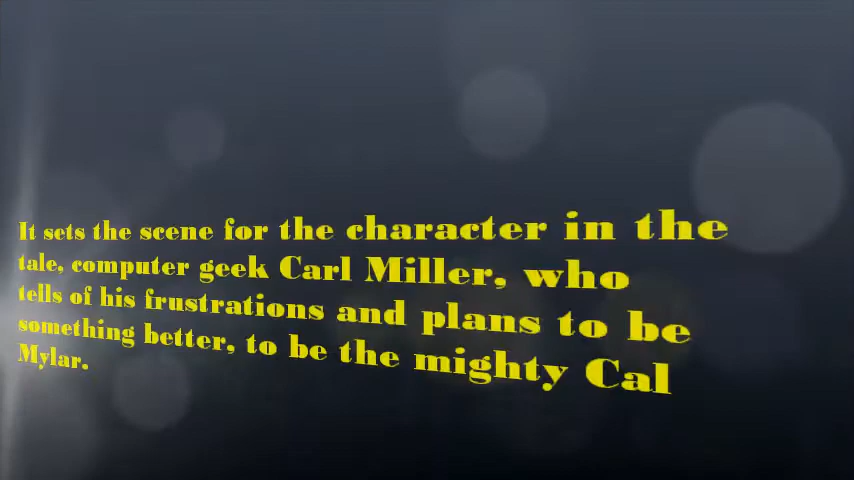 It sets the scene for the character in the
tale, computer geek Carl Miller, who
tells of his frustrations and plans to be
something better, to be the mighty Cal
Mylar.